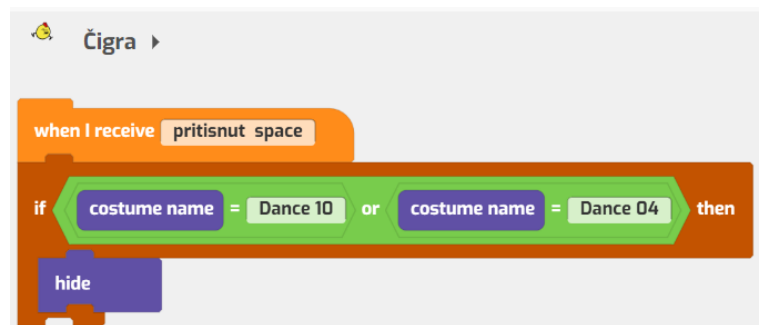 Čigra
when I receive pritisnut space
if costume name = Dance 10 or costume name = Dance 04 then
hide